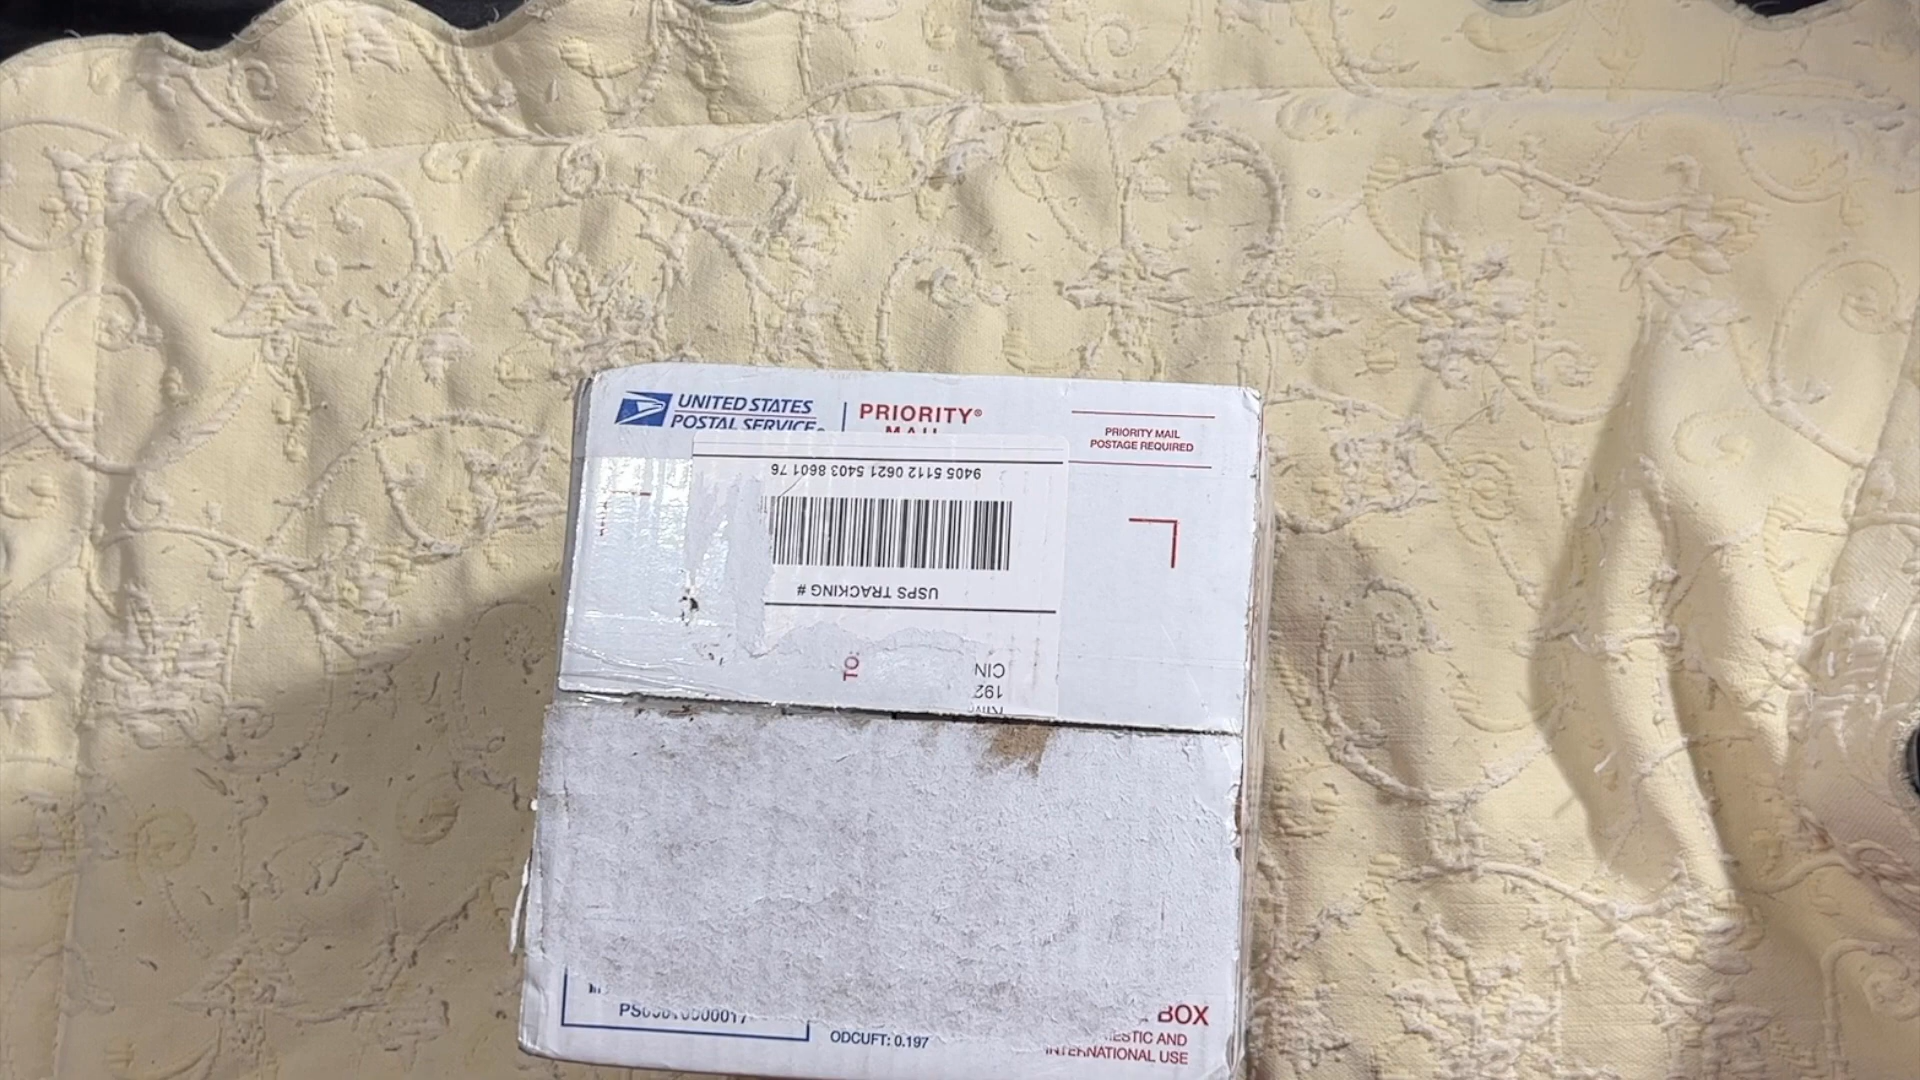 UNITED STATES
POSTAL SERVICE®
PRIORITY®
MAIL
PRIORITY MAIL
POSTAGE REQUIRED
9405 5112 0621 5403 8601 76
USPS TRACKING #
TO:
CIN
192
ODCUFT: 0.197
BOX
INTERNATIONAL USE